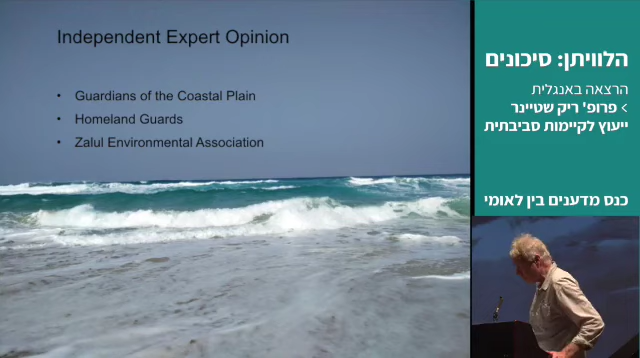 Independent Expert Opinion
• Guardians of the Coastal Plain
• Homeland Guards
• Zalul Environmental Association
הלוויתן: סיכונים
הרצאה באנגלית
> פרופ' ריק שטיינר
ייעוץ לקיימות סביבתית
כנס מדענים בין לאומי